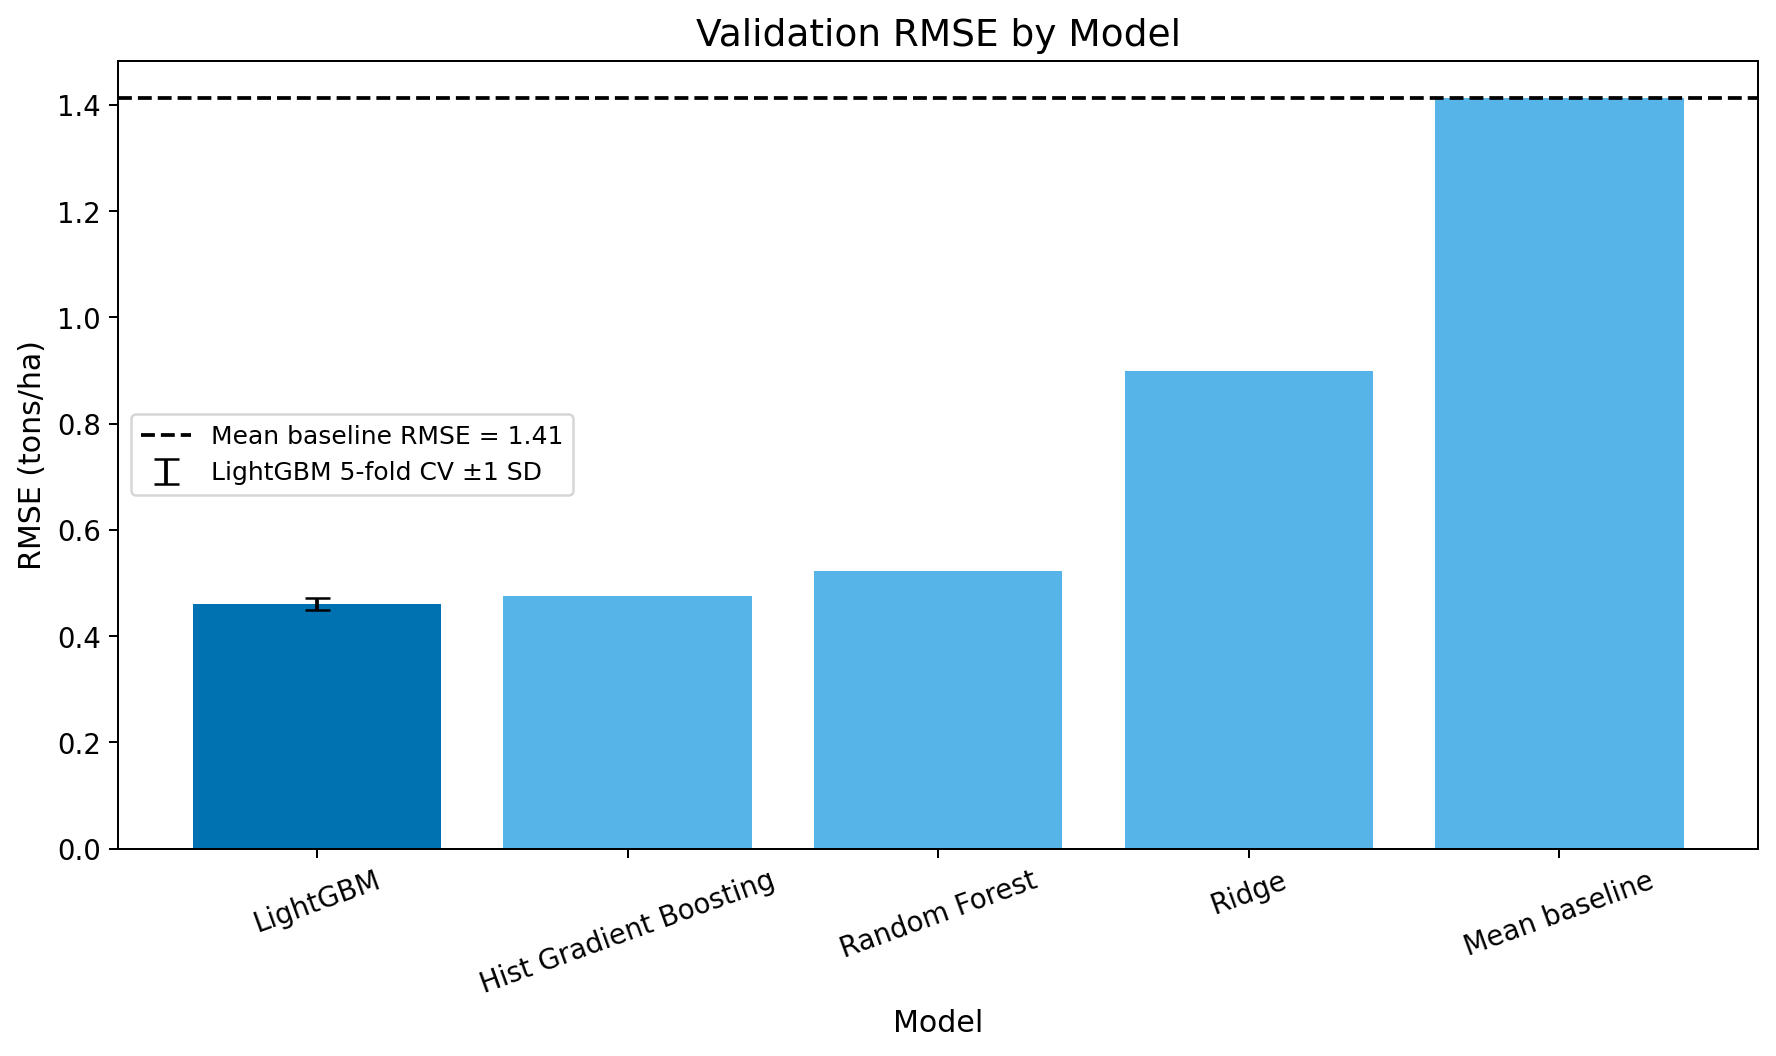 Validation RMSE by Model
RMSE (tons/ha)
1.4
1.2
1.0
0.8
0.6
0.4
0.2
0.0
Mean baseline RMSE = 1.41
LightGBM 5-fold CV ±1 SD
LightGBM
Hist Gradient Boosting
Random Forest
Ridge
Mean baseline
Model